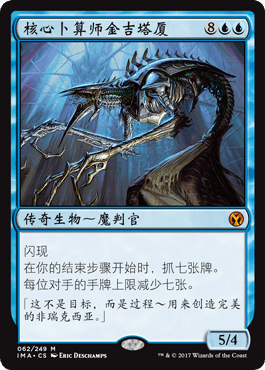 核心卜算师金吉塔厦 8
传奇生物～魔判官
闪现
在你的结束步骤开始时，抓七张牌。
每位对手的手牌上限减少七张。
「这不是目标，而是过程～用来创造完美
的非瑞克西亚。」
5/4
062/249 M
IMA • CS ERIC DESCHAMPS
™ & © 2017 Wizards of the Coast